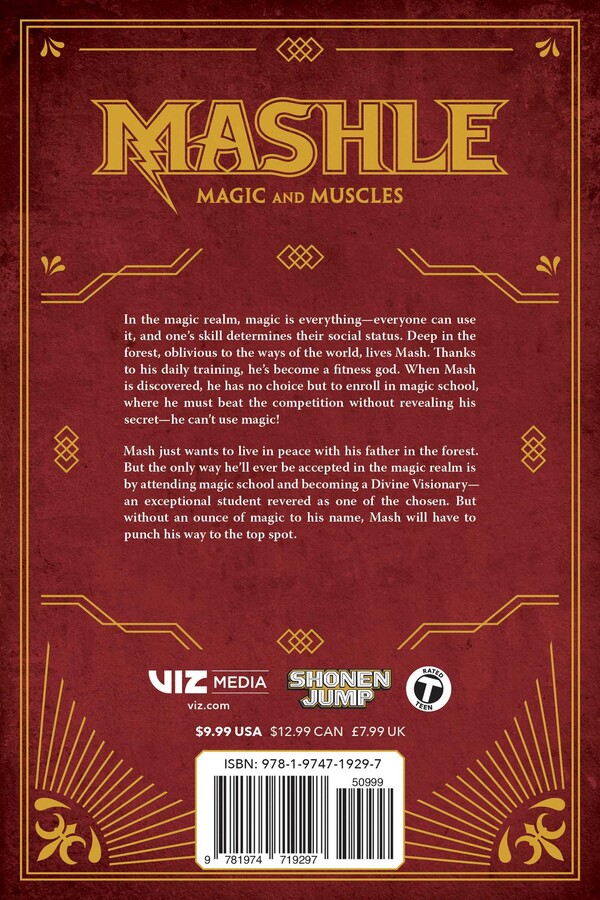 MASHLE
MAGIC AND MUSCLES
In the magic realm, magic is everything—everyone can use
it, and one's skill determines their social status. Deep in the
forest, oblivious to the ways of the world, lives Mash. Thanks
to his daily training, he's become a fitness god. When Mash
is discovered, he has no choice but to enroll in magic school,
where he must beat the competition without revealing his
secret—he can't use magic!
Mash just wants to live in peace with his father in the forest.
But the only way he'll ever be accepted in the magic realm is
by attending magic school and becoming a Divine Visionary—
an exceptional student revered as one of the chosen. But
without an ounce of magic to his name, Mash will have to
punch his way to the top spot.
VIZ MEDIA
viz.com
SHONEN
JUMP
RATED
T
TEEN
$9.99 USA $12.99 CAN £7.99 UK
ISBN: 978-1-9747-1929-7
50999
9 781974 719297